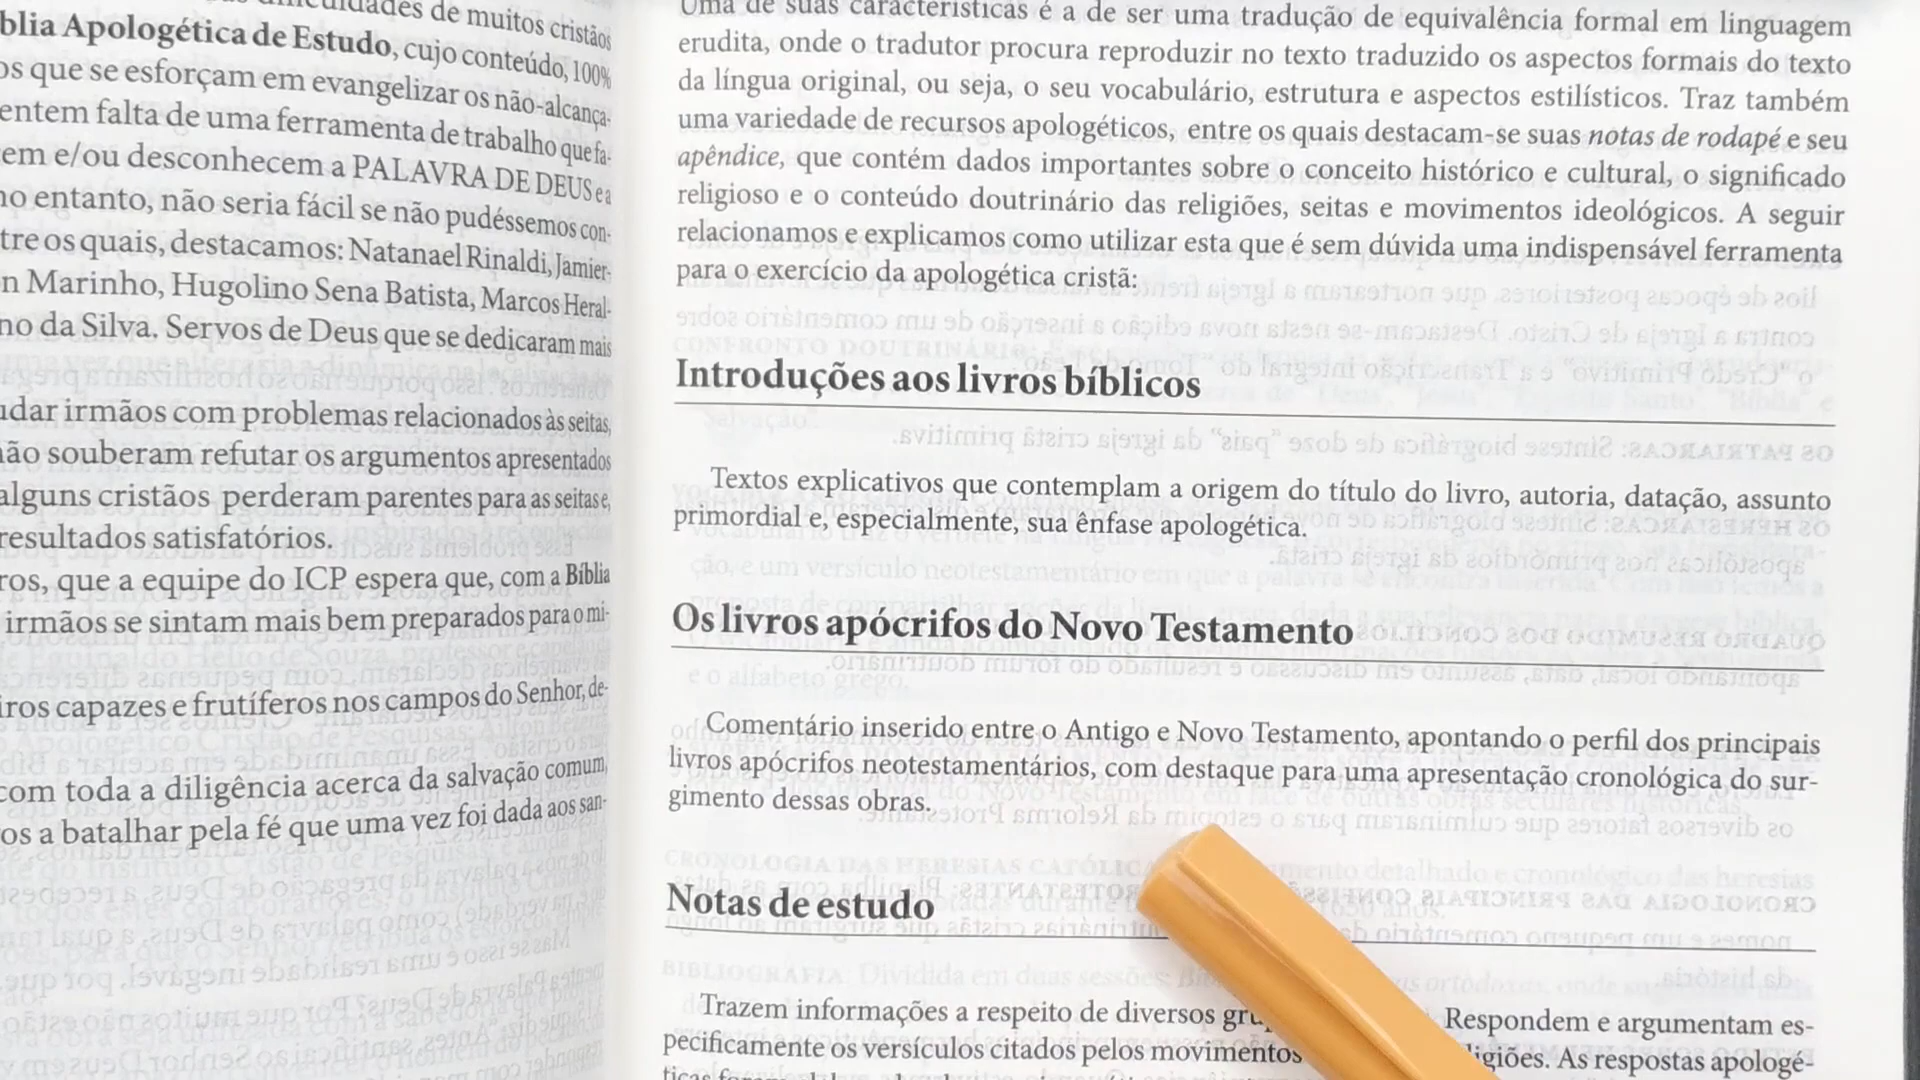 dificuldades de muitos cristãos
blia Apologética de Estudo, cujo conteúdo, 100%
os que se esforçam em evangelizar os não-alcança-
entem falta de uma ferramenta de trabalho que fa-
em e/ou desconhecem a PALAVRA DE DEUS e a
no entanto, não seria fácil se não pudéssemos con-
tre os quais, destacamos: Natanael Rinaldi, Jamier-
n Marinho, Hugolino Sena Batista, Marcos Heral-
no da Silva. Servos de Deus que se dedicaram mais
udar irmãos com problemas relacionados às seitas,
não souberam refutar os argumentos apresentados
alguns cristãos perderam parentes para as seitas e,
resultados satisfatórios.
ros, que a equipe do ICP espera que, com a Bíblia
irmãos se sintam mais bem preparados para o mi-
iros capazes e frutíferos nos campos do Senhor, de-
com toda a diligência acerca da salvação comum,
os a batalhar pela fé que uma vez foi dada aos san-
Uma de suas características é a de ser uma tradução de equivalência formal em linguagem
erudita, onde o tradutor procura reproduzir no texto traduzido os aspectos formais do texto
da língua original, ou seja, o seu vocabulário, estrutura e aspectos estilísticos. Traz também
uma variedade de recursos apologéticos, entre os quais destacam-se suas notas de rodapé e seu
apêndice, que contém dados importantes sobre o conceito histórico e cultural, o significado
religioso e o conteúdo doutrinário das religiões, seitas e movimentos ideológicos. A seguir
relacionamos e explicamos como utilizar esta que é sem dúvida uma indispensável ferramenta
para o exercício da apologética cristã:
Introduções aos livros bíblicos
Textos explicativos que contemplam a origem do título do livro, autoria, datação, assunto
primordial e, especialmente, sua ênfase apologética.
Os livros apócrifos do Novo Testamento
Comentário inserido entre o Antigo e Novo Testamento, apontando o perfil dos principais
livros apócrifos neotestamentários, com destaque para uma apresentação cronológica do sur-
gimento dessas obras.
Notas de estudo
Trazem informações a respeito de diversos Respondem e argumentam es-
pecificamente os versículos citados pelos movimentos igiões. As respostas apologé-